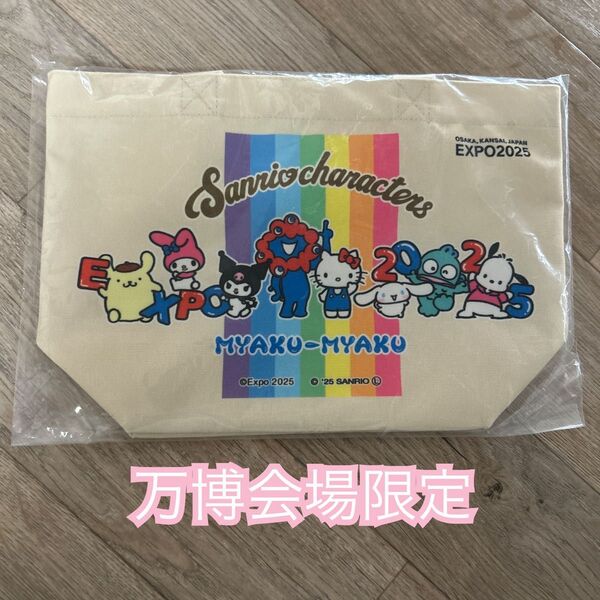 OSAKA, KANSAI, JAPAN
EXPO2025
Sanrio characters
EXPO 2025
MYAKU-MYAKU
©Expo 2025 © '25 SANRIO Ⓛ
万博会場限定